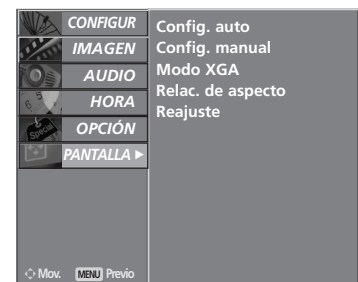 CONFIGUR
IMAGEN
AUDIO
HORA
OPCIÓN
PANTALLA ►
Config. auto
Config. manual
Modo XGA
Relac. de aspecto
Reajuste
Mov. MENU Previo